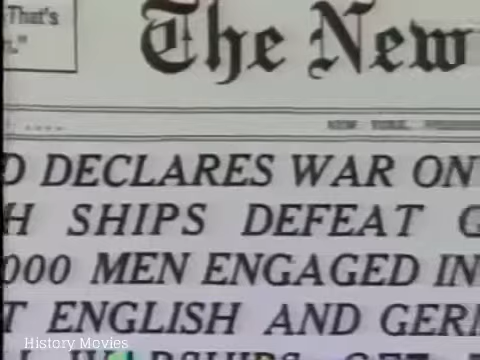 That's
The New
NEW YORK,
D DECLARES WAR ON
H SHIPS DEFEAT G
000 MEN ENGAGED IN
T ENGLISH AND GER
History Movies